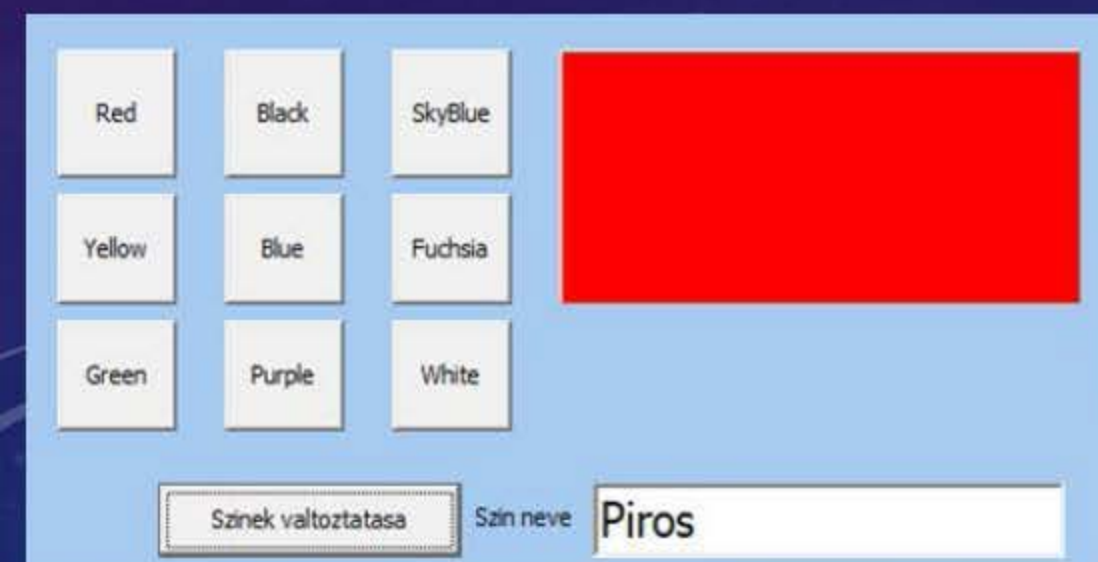 Red Black SkyBlue
Yellow Blue Fuchsia
Green Purple White
Szinek valtoztatasa Szin neve Piros